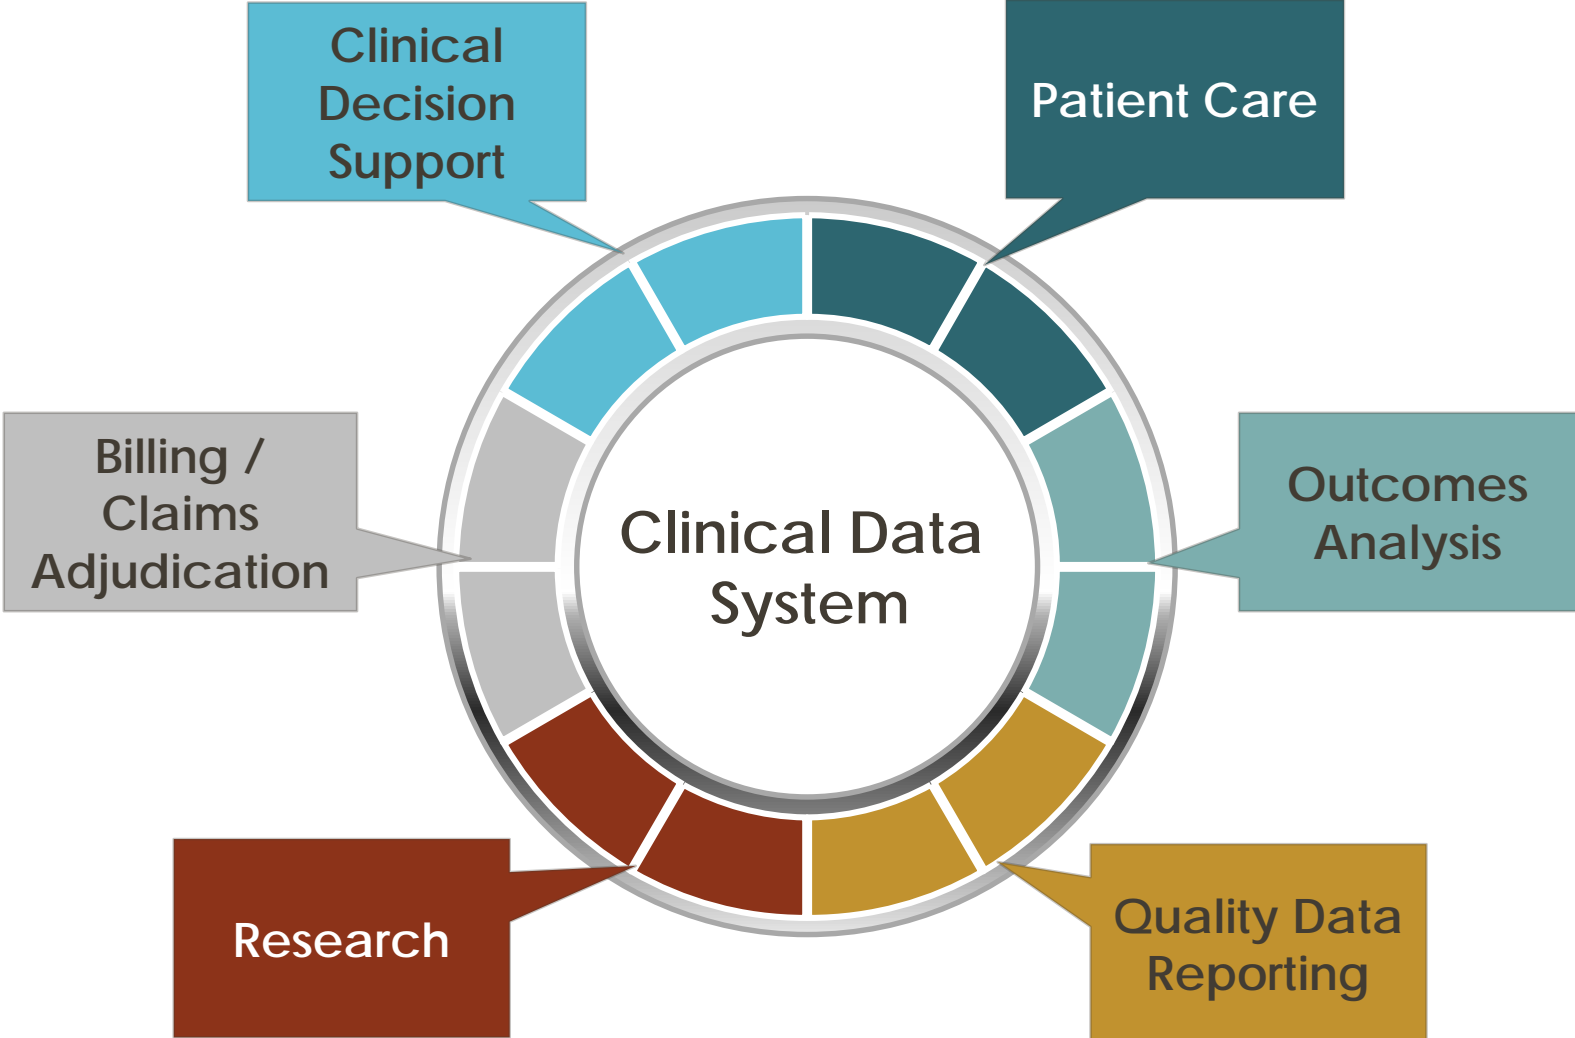 Clinical
Decision
Support
Patient Care
Billing /
Claims
Adjudication
Clinical Data
System
Outcomes
Analysis
Research
Quality Data
Reporting